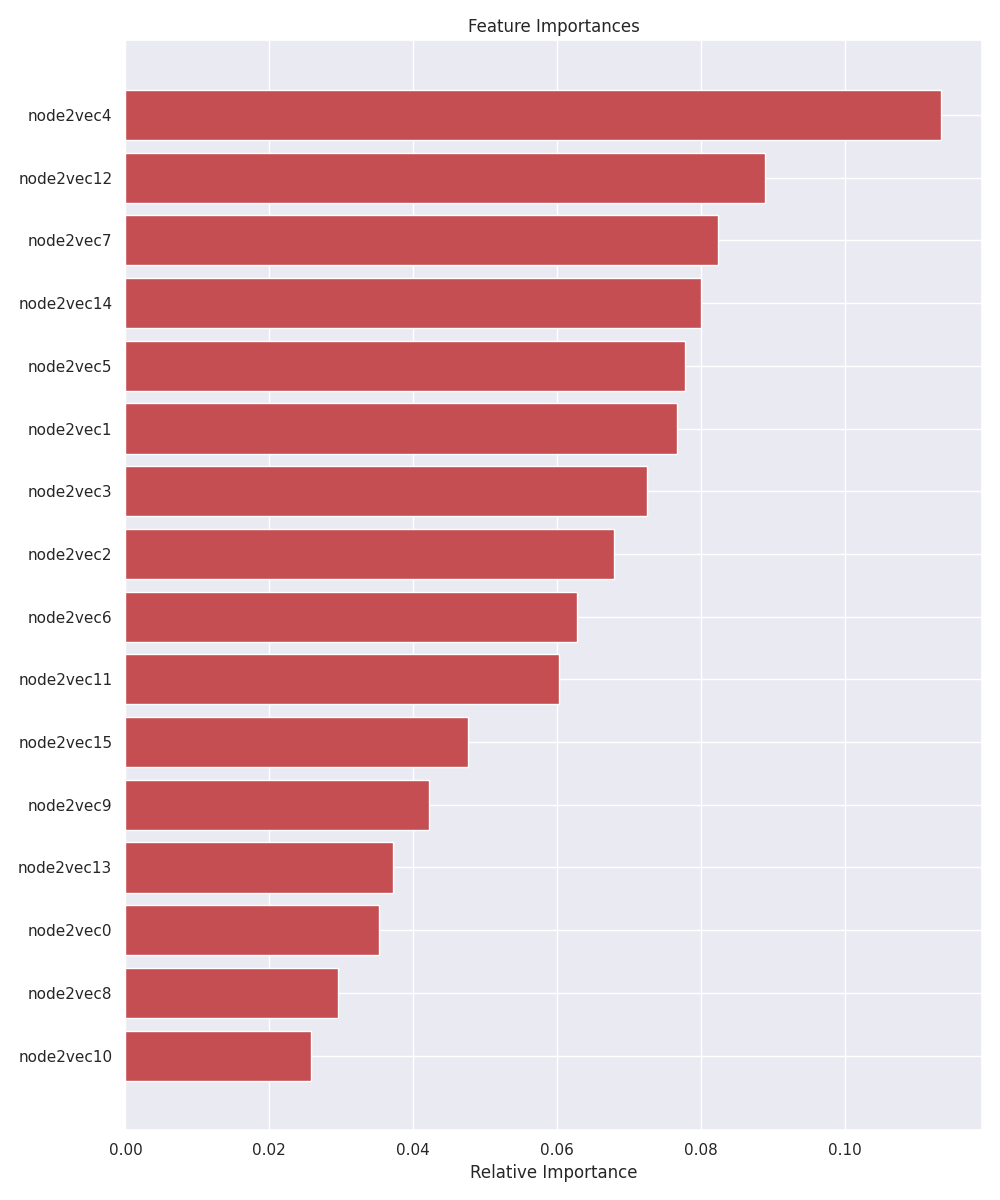 Feature Importances
node2vec4
node2vec12
node2vec7
node2vec14
node2vec5
node2vec1
node2vec3
node2vec2
node2vec6
node2vec11
node2vec15
node2vec9
node2vec13
node2vec0
node2vec8
node2vec10
0.00 0.02 0.04 0.06 0.08 0.10
Relative Importance